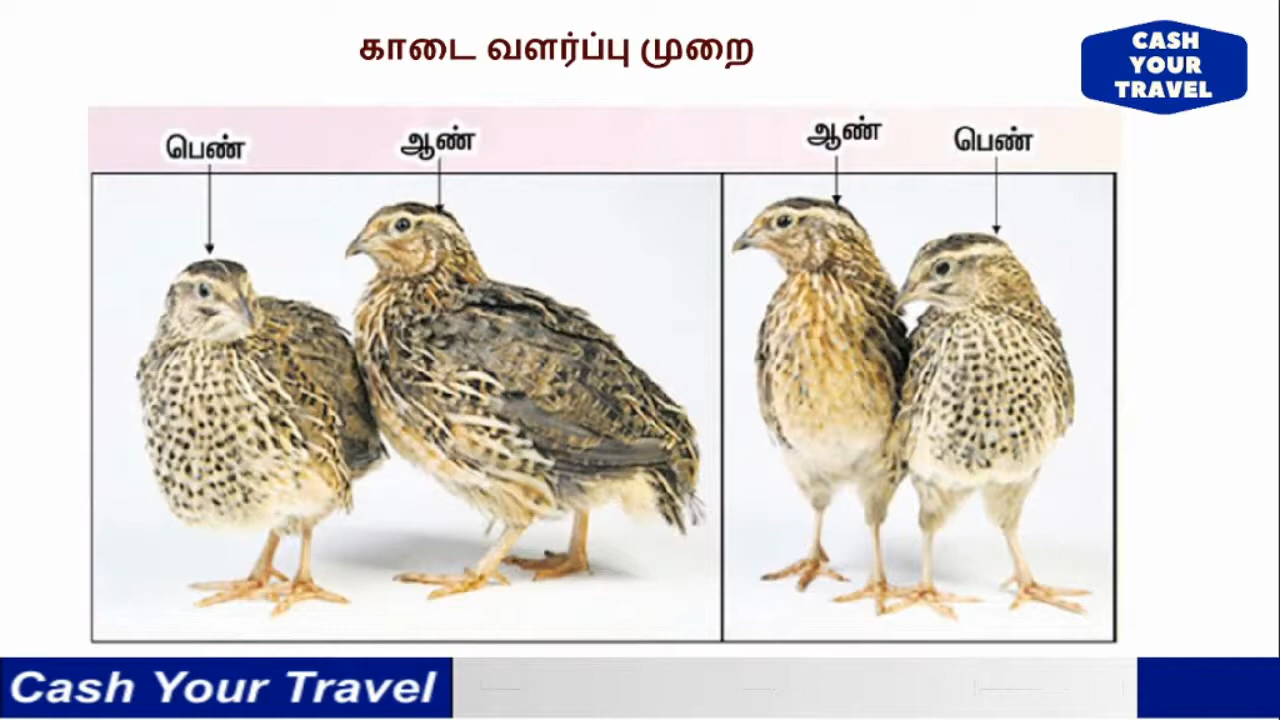 காடை வளர்ப்பு முறை
CASH
YOUR
TRAVEL
பெண்
ஆண்
ஆண்
பெண்
Cash Your Travel